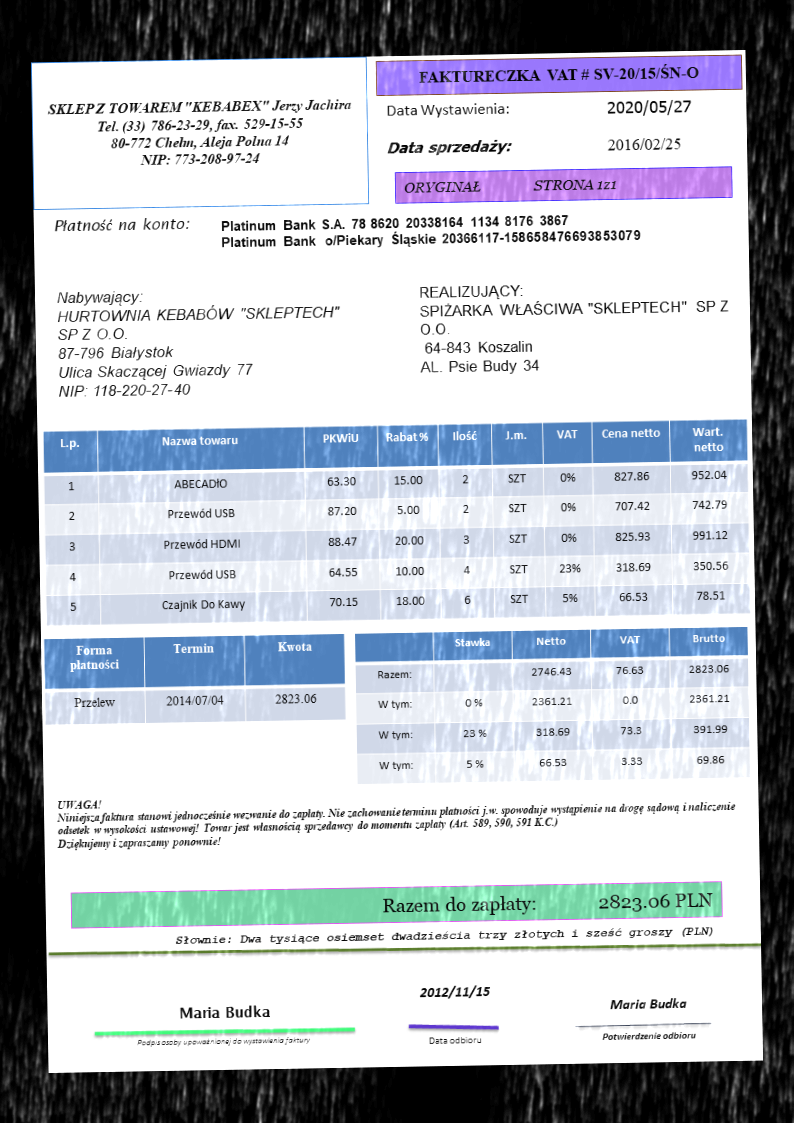 SKLEP Z TOWAREM "KEBABEX" Jerzy Jachira
Tel. (33) 786-23-29, fax. 529-15-55
80-772 Chełm, Aleja Polna 14
NIP: 773-208-97-24
FAKTURECZKA VAT # SV-20/15/ŚN-O
Data Wystawienia: 2020/05/27
Data sprzedaży: 2016/02/25
ORYGINAŁ STRONA 1z1
Płatność na konto: Platinum Bank S.A. 78 8620 20338164 1134 8176 3867
Platinum Bank o/Piekary Śląskie 20366117-158658476693853079
Nabywający:
HURTOWNIA KEBABÓW "SKLEPTECH"
SP Z O.O.
87-796 Białystok
Ulica Skaczącej Gwiazdy 77
NIP: 118-220-27-40
REALIZUJĄCY:
SPIŻARKA WŁAŚCIWA "SKLEPTECH" SP Z
O.O.
64-843 Koszalin
AL. Psie Budy 34
L.p. Nazwa towaru PKWiU Rabat % Ilość J.m. VAT Cena netto Wart. netto
1 ABECADłO 63.30 15.00 2 SZT 0% 827.86 952.04
2 Przewód USB 87.20 5.00 2 SZT 0% 707.42 742.79
3 Przewód HDMI 88.47 20.00 3 SZT 0% 825.93 991.12
4 Przewód USB 64.55 10.00 4 SZT 23% 318.69 350.56
5 Czajnik Do Kawy 70.15 18.00 6 SZT 5% 66.53 78.51
Forma płatności Termin Kwota
Przelew 2014/07/04 2823.06
Stawka Netto VAT Brutto
Razem: 2746.43 76.63 2823.06
W tym: 0 % 2361.21 0.0 2361.21
W tym: 23 % 318.69 73.3 391.99
W tym: 5 % 66.53 3.33 69.86
UWAGA!
Niniejsza faktura stanowi jednocześnie wezwanie do zapłaty. Nie zachowanie terminu płatności j.w. spowoduje wystąpienie na drogę sądową i naliczenie
odsetek w wysokości ustawowej! Towar jest własnością sprzedawcy do momentu zapłaty (Art. 589, 590, 591 K.C.)
Dziękujemy i zapraszamy ponownie!
Razem do zapłaty: 2823.06 PLN
Słownie: Dwa tysiące osiemset dwadzieścia trzy złotych i sześć groszy (PLN)
Maria Budka
Podpis osoby upoważnionej do wystawienia faktury
2012/11/15
Data odbioru
Maria Budka
Potwierdzenie odbioru